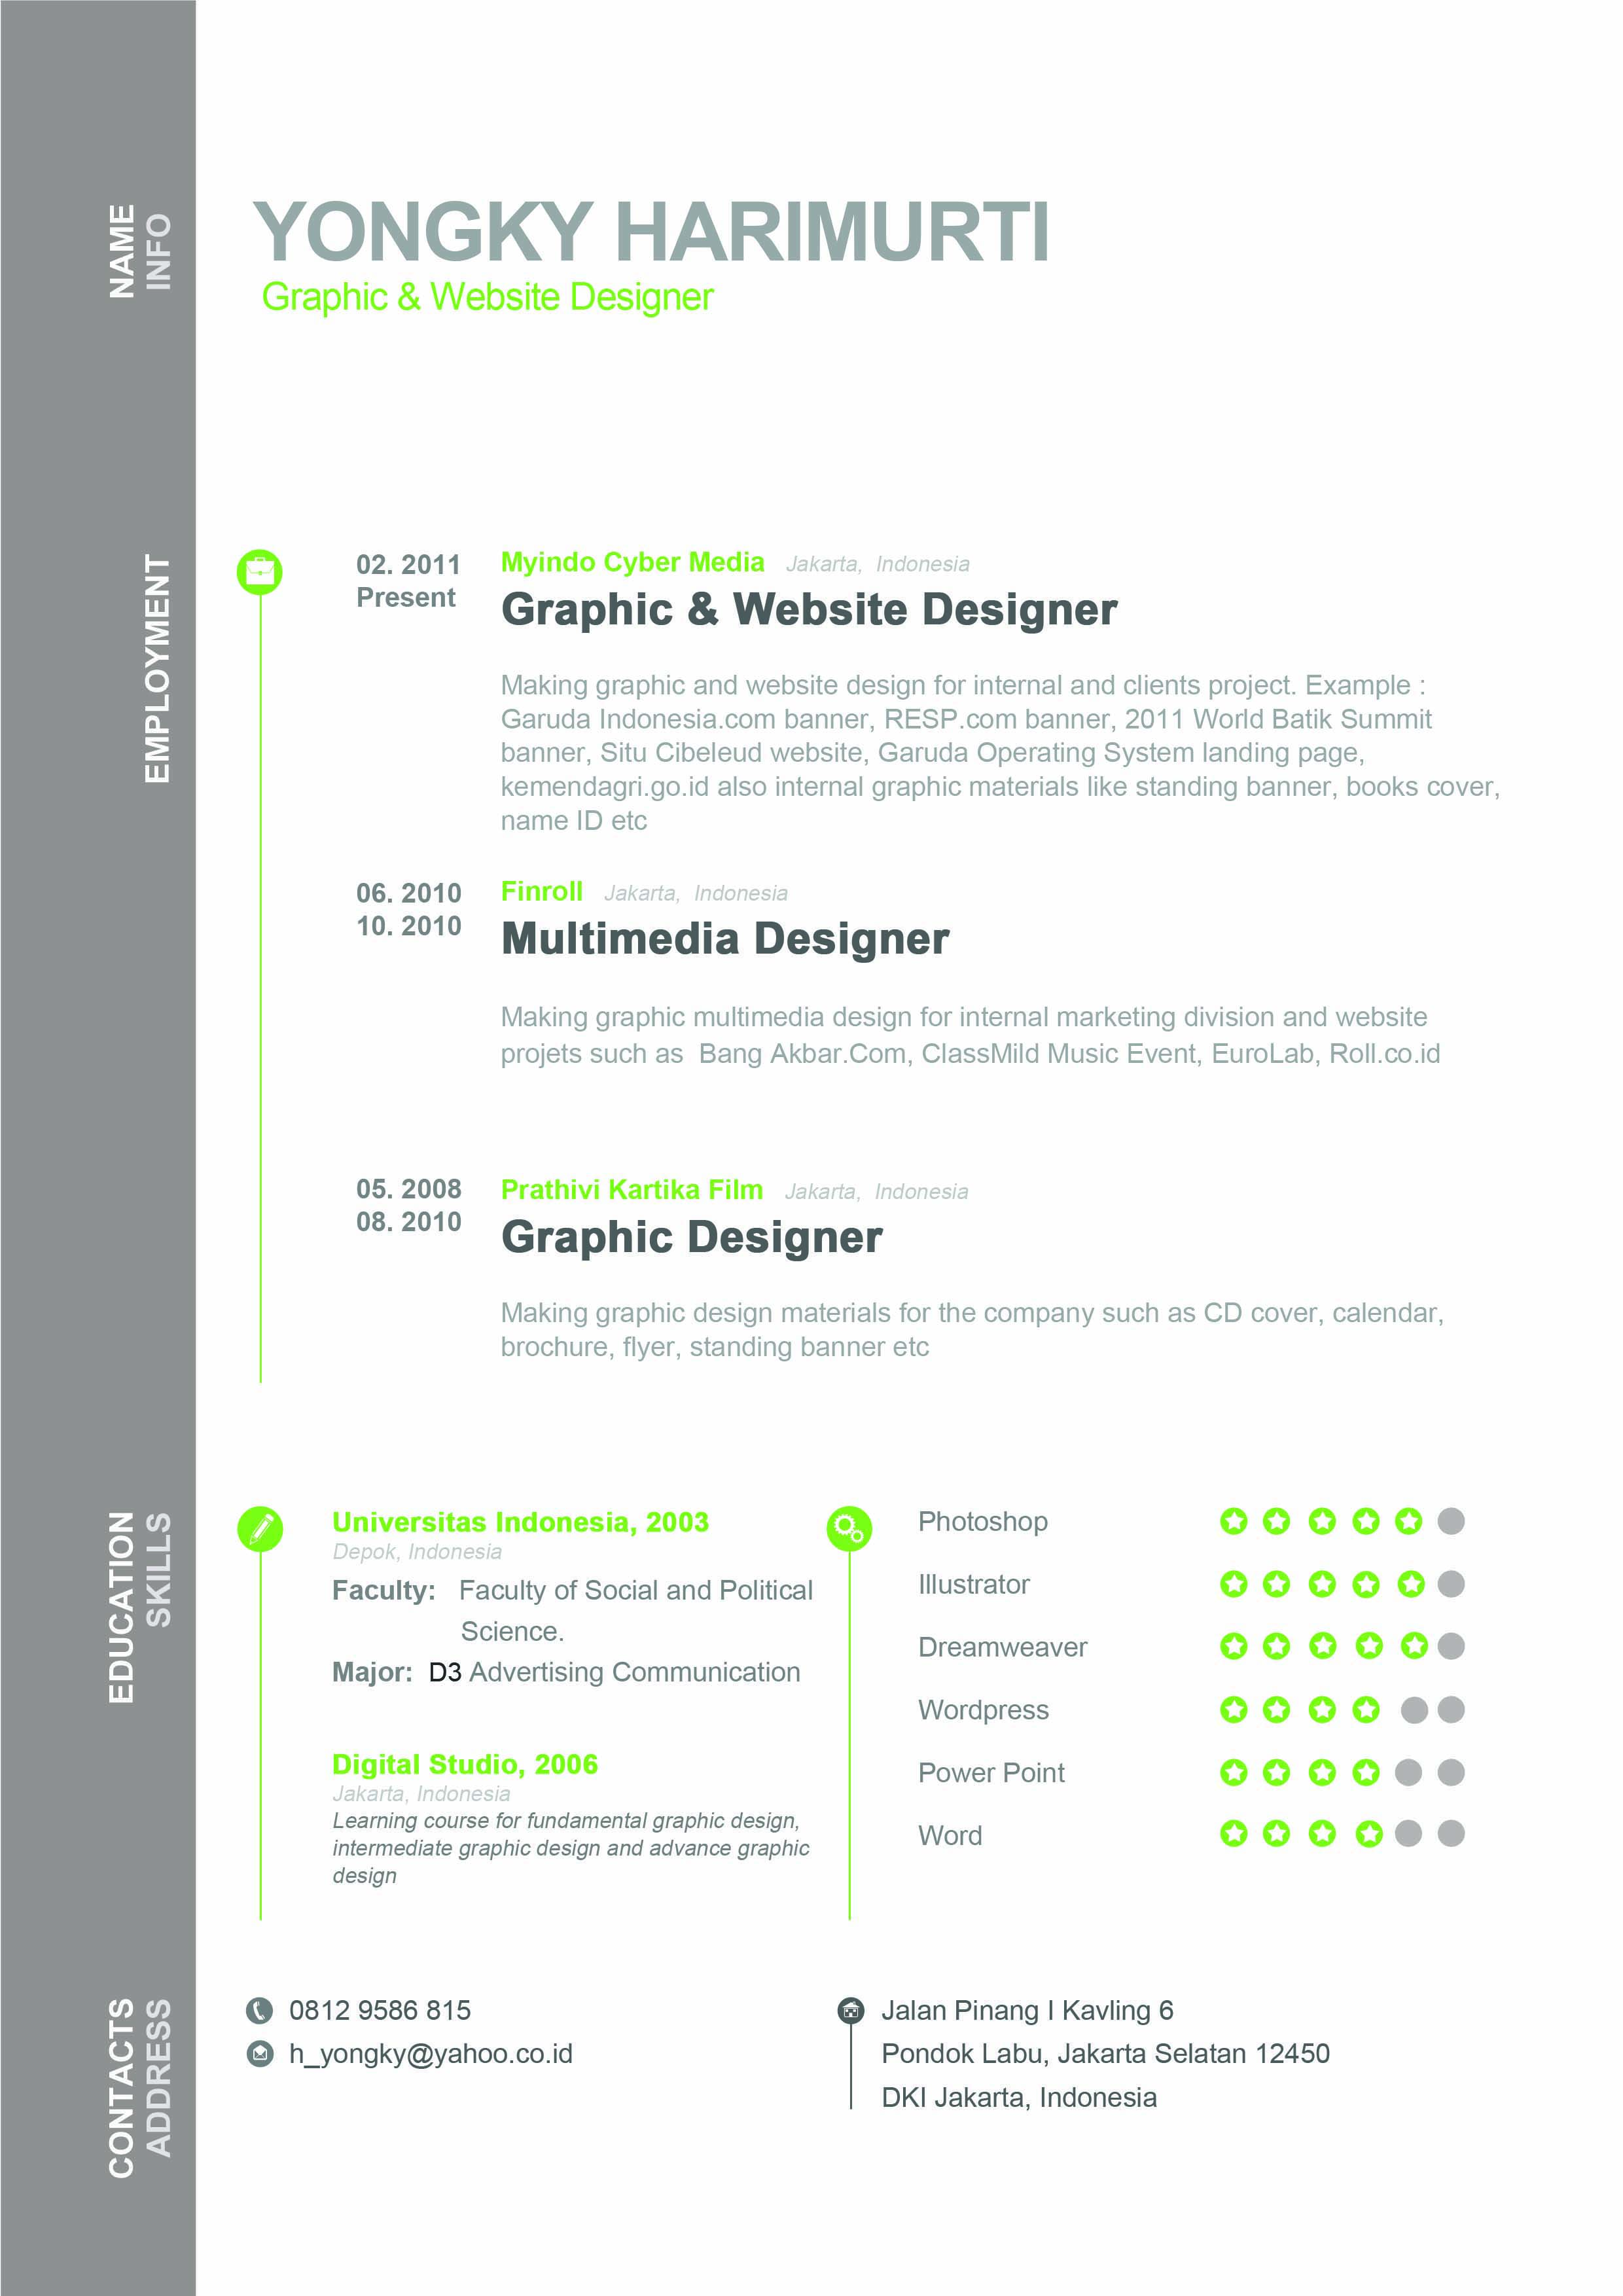 NAME
INFO
YONGKY HARIMURTI
Graphic & Website Designer
EMPLOYMENT
02. 2011
Present
Myindo Cyber Media Jakarta, Indonesia
Graphic & Website Designer
Making graphic and website design for internal and clients project. Example :
Garuda Indonesia.com banner, RESP.com banner, 2011 World Batik Summit
banner, Situ Cibeleud website, Garuda Operating System landing page,
kemendagri.go.id also internal graphic materials like standing banner, books cover,
name ID etc
06. 2010
10. 2010
Finroll Jakarta, Indonesia
Multimedia Designer
Making graphic multimedia design for internal marketing division and website
projets such as Bang Akbar.Com, ClassMild Music Event, EuroLab, Roll.co.id
05. 2008
08. 2010
Prathivi Kartika Film Jakarta, Indonesia
Graphic Designer
Making graphic design materials for the company such as CD cover, calendar,
brochure, flyer, standing banner etc
EDUCATION
SKILLS
Universitas Indonesia, 2003
Depok, Indonesia
Faculty: Faculty of Social and Political
Science.
Major: D3 Advertising Communication
Digital Studio, 2006
Jakarta, Indonesia
Learning course for fundamental graphic design,
intermediate graphic design and advance graphic
design
Photoshop
Illustrator
Dreamweaver
Wordpress
Power Point
Word
CONTACTS
ADDRESS
0812 9586 815
h_yongky@yahoo.co.id
Jalan Pinang I Kavling 6
Pondok Labu, Jakarta Selatan 12450
DKI Jakarta, Indonesia